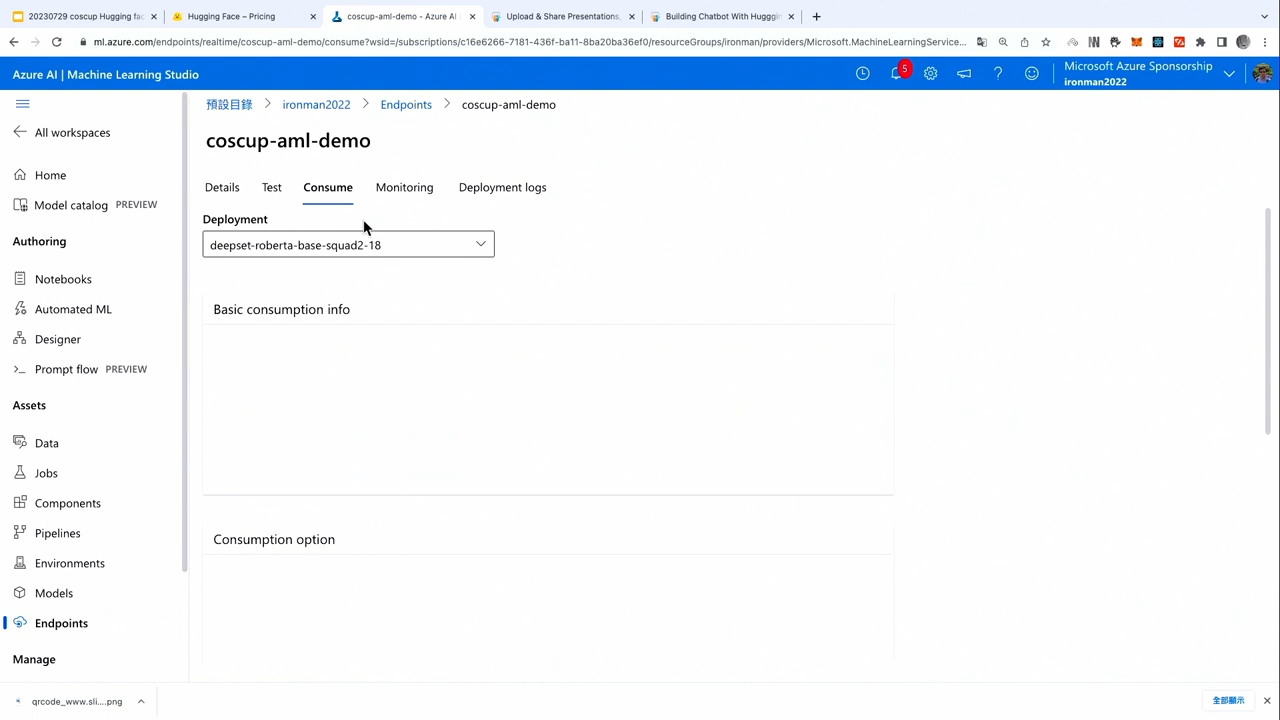 20230729 coscup Hugging fac
Hugging Face – Pricing
coscup-aml-demo - Azure AI
Upload & Share Presentations,
Building Chatbot With Hugging
ml.azure.com/endpoints/realtime/coscup-aml-demo/consume?wsid=/subscriptions/c16e6266-7181-436f-ba11-8ba20ba36ef0/resourceGroups/ironman/providers/Microsoft.MachineLearningService...
Azure AI | Machine Learning Studio
5
Microsoft Azure Sponsorship
ironman2022
All workspaces
Home
Model catalog PREVIEW
Authoring
Notebooks
Automated ML
Designer
Prompt flow PREVIEW
Assets
Data
Jobs
Components
Pipelines
Environments
Models
Endpoints
Manage
預設目錄 > ironman2022 > Endpoints > coscup-aml-demo
coscup-aml-demo
Details Test Consume Monitoring Deployment logs
Deployment
deepset-roberta-base-squad2-18
Basic consumption info
Consumption option
qrcode_www.sli....png
全部顯示